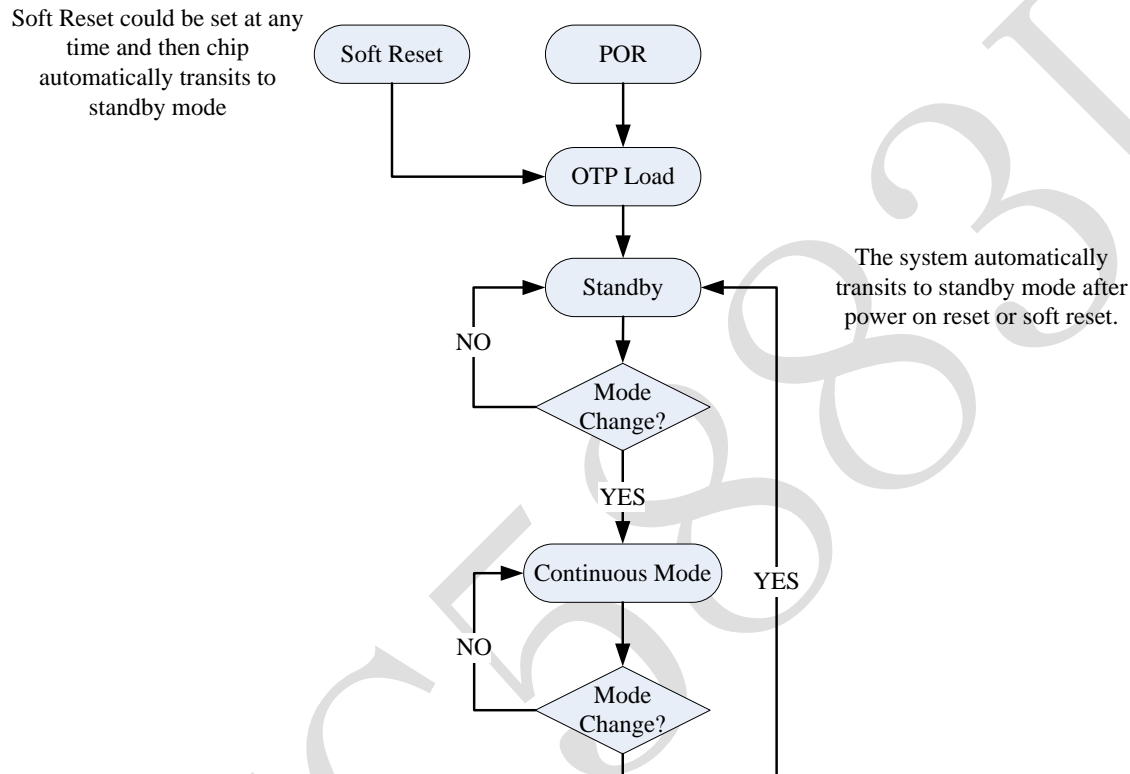 Soft Reset could be set at any
time and then chip
automatically transits to
standby mode
Soft Reset
POR
OTP Load
The system automatically
transits to standby mode after
power on reset or soft reset.
Standby
NO
Mode
Change?
YES
Continuous Mode
YES
NO
Mode
Change?